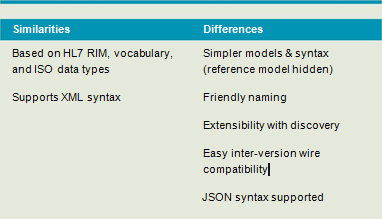 Similarities
Differences
Based on HL7 RIM, vocabulary,
and ISO data types
Supports XML syntax
Simpler models & syntax
(reference model hidden)
Friendly naming
Extensibility with discovery
Easy inter-version wire
compatibility
JSON syntax supported